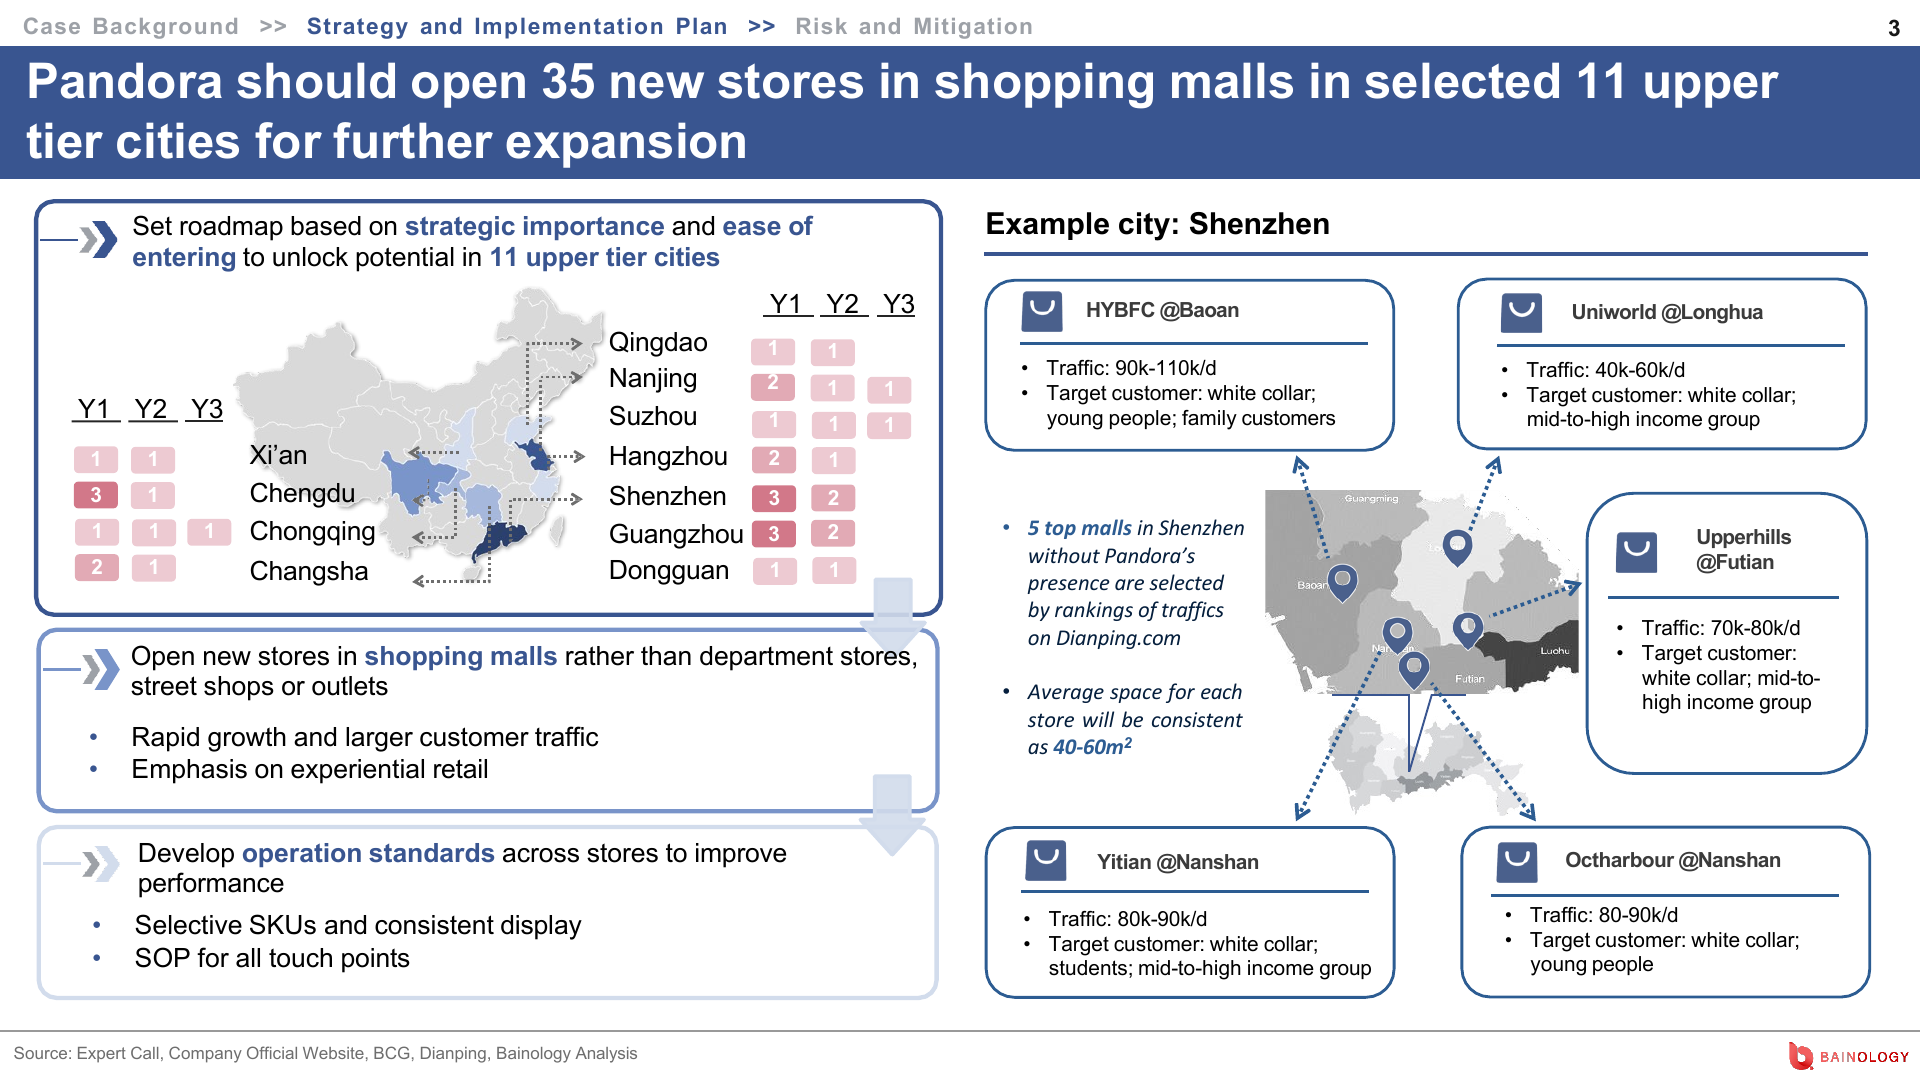 Case Background >> Strategy and Implementation Plan >> Risk and Mitigation
3
Pandora should open 35 new stores in shopping malls in selected 11 upper
tier cities for further expansion
Set roadmap based on strategic importance and ease of
entering to unlock potential in 11 upper tier cities
Y1 Y2 Y3
1 1 Xi’an
3 1 Chengdu
1 1 1 Chongqing
2 1 Changsha
Y1 Y2 Y3
Qingdao 1 1
Nanjing 2 1 1
Suzhou 1 1 1
Hangzhou 2 1
Shenzhen 3 2
Guangzhou 3 2
Dongguan 1 1
Open new stores in shopping malls rather than department stores,
street shops or outlets
• Rapid growth and larger customer traffic
• Emphasis on experiential retail
Develop operation standards across stores to improve
performance
• Selective SKUs and consistent display
• SOP for all touch points
Example city: Shenzhen
HYBFC @Baoan
• Traffic: 90k-110k/d
• Target customer: white collar;
young people; family customers
Uniworld @Longhua
• Traffic: 40k-60k/d
• Target customer: white collar;
mid-to-high income group
• 5 top malls in Shenzhen
without Pandora’s
presence are selected
by rankings of traffics
on Dianping.com
• Average space for each
store will be consistent
as 40-60m²
Guangming
Baoan
Luohu
Futian
Upperhills
@Futian
• Traffic: 70k-80k/d
• Target customer:
white collar; mid-to-
high income group
Yitian @Nanshan
• Traffic: 80k-90k/d
• Target customer: white collar;
students; mid-to-high income group
Octharbour @Nanshan
• Traffic: 80-90k/d
• Target customer: white collar;
young people
Source: Expert Call, Company Official Website, BCG, Dianping, Bainology Analysis
BAINOLOGY